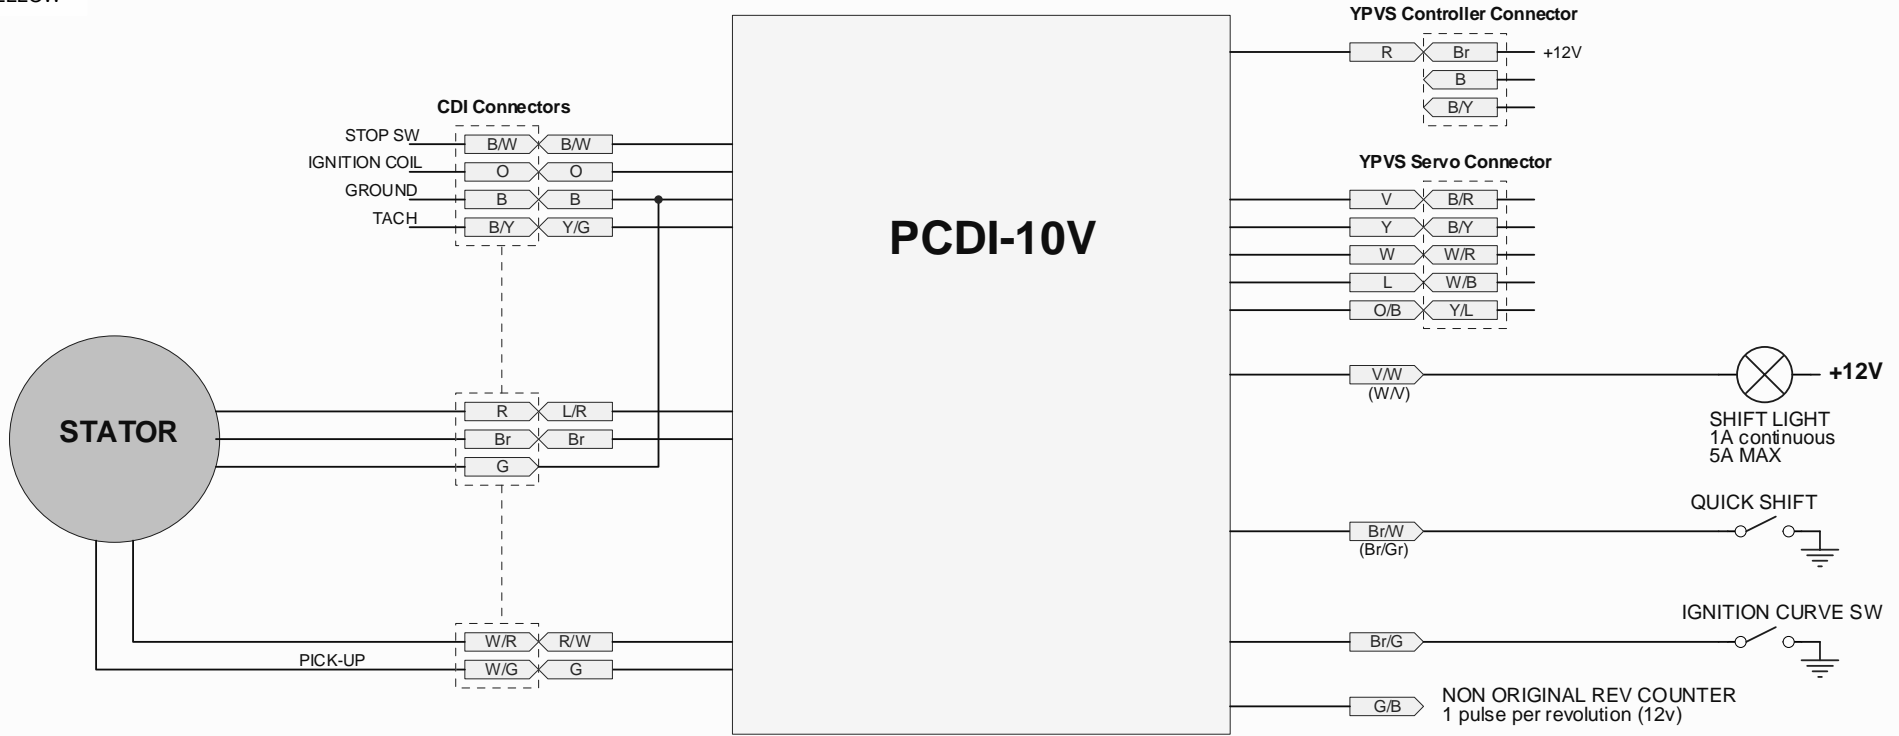 YPVS Controller Connector
R Br +12V
B
B/Y
CDI Connectors
STOP SW B/W B/W
IGNITION COIL O O
GROUND B B
TACH B/Y Y/G
PCDI-10V
YPVS Servo Connector
V B/R
Y B/Y
W W/R
L W/B
O/B Y/L
V/W
(W/V)
+12V
SHIFT LIGHT
1A continuous
5A MAX
STATOR
R L/R
Br Br
G
QUICK SHIFT
Br/W
(Br/Gr)
IGNITION CURVE SW
Br/G
PICK-UP
W/R R/W
W/G G
G/B
NON ORIGINAL REV COUNTER
1 pulse per revolution (12v)